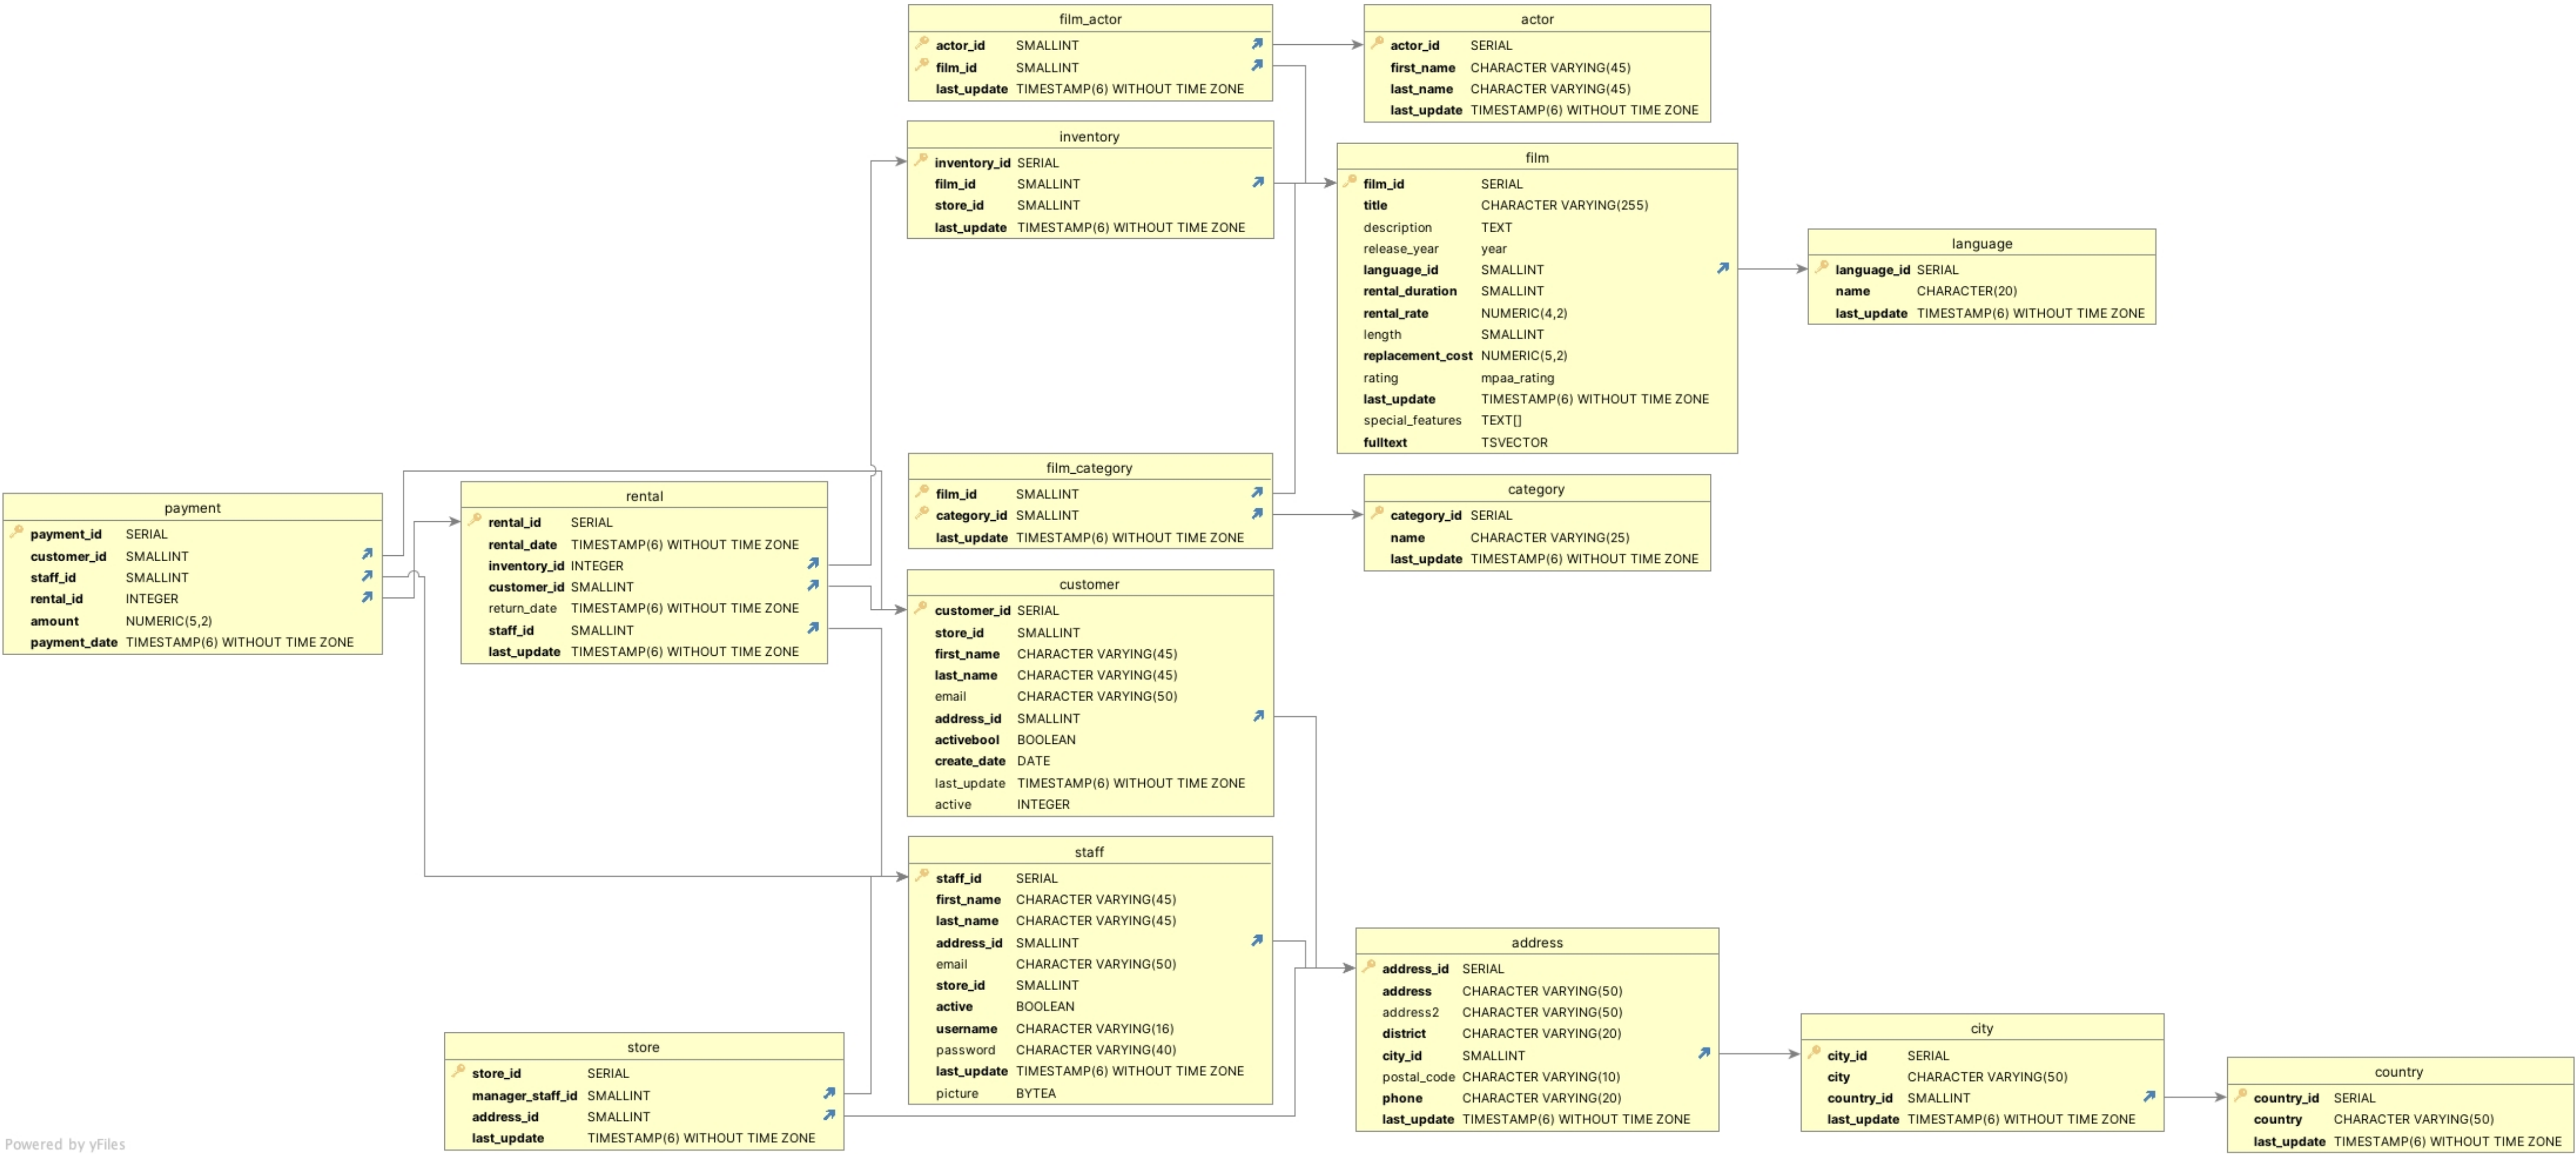 film_actor
actor_id SMALLINT
film_id SMALLINT
last_update TIMESTAMP(6) WITHOUT TIME ZONE
actor
actor_id SERIAL
first_name CHARACTER VARYING(45)
last_name CHARACTER VARYING(45)
last_update TIMESTAMP(6) WITHOUT TIME ZONE
inventory
inventory_id SERIAL
film_id SMALLINT
store_id SMALLINT
last_update TIMESTAMP(6) WITHOUT TIME ZONE
film
film_id SERIAL
title CHARACTER VARYING(255)
description TEXT
release_year year
language_id SMALLINT
rental_duration SMALLINT
rental_rate NUMERIC(4,2)
length SMALLINT
replacement_cost NUMERIC(5,2)
rating mpaa_rating
last_update TIMESTAMP(6) WITHOUT TIME ZONE
special_features TEXT[]
fulltext TSVECTOR
language
language_id SERIAL
name CHARACTER(20)
last_update TIMESTAMP(6) WITHOUT TIME ZONE
film_category
film_id SMALLINT
category_id SMALLINT
last_update TIMESTAMP(6) WITHOUT TIME ZONE
category
category_id SERIAL
name CHARACTER VARYING(25)
last_update TIMESTAMP(6) WITHOUT TIME ZONE
payment
payment_id SERIAL
customer_id SMALLINT
staff_id SMALLINT
rental_id INTEGER
amount NUMERIC(5,2)
payment_date TIMESTAMP(6) WITHOUT TIME ZONE
rental
rental_id SERIAL
rental_date TIMESTAMP(6) WITHOUT TIME ZONE
inventory_id INTEGER
customer_id SMALLINT
return_date TIMESTAMP(6) WITHOUT TIME ZONE
staff_id SMALLINT
last_update TIMESTAMP(6) WITHOUT TIME ZONE
customer
customer_id SERIAL
store_id SMALLINT
first_name CHARACTER VARYING(45)
last_name CHARACTER VARYING(45)
email CHARACTER VARYING(50)
address_id SMALLINT
activebool BOOLEAN
create_date DATE
last_update TIMESTAMP(6) WITHOUT TIME ZONE
active INTEGER
staff
staff_id SERIAL
first_name CHARACTER VARYING(45)
last_name CHARACTER VARYING(45)
address_id SMALLINT
email CHARACTER VARYING(50)
store_id SMALLINT
active BOOLEAN
username CHARACTER VARYING(16)
password CHARACTER VARYING(40)
last_update TIMESTAMP(6) WITHOUT TIME ZONE
picture BYTEA
address
address_id SERIAL
address CHARACTER VARYING(50)
address2 CHARACTER VARYING(50)
district CHARACTER VARYING(20)
city_id SMALLINT
postal_code CHARACTER VARYING(10)
phone CHARACTER VARYING(20)
last_update TIMESTAMP(6) WITHOUT TIME ZONE
store
store_id SERIAL
manager_staff_id SMALLINT
address_id SMALLINT
last_update TIMESTAMP(6) WITHOUT TIME ZONE
city
city_id SERIAL
city CHARACTER VARYING(50)
country_id SMALLINT
last_update TIMESTAMP(6) WITHOUT TIME ZONE
country
country_id SERIAL
country CHARACTER VARYING(50)
last_update TIMESTAMP(6) WITHOUT TIME ZONE
Powered by yFiles